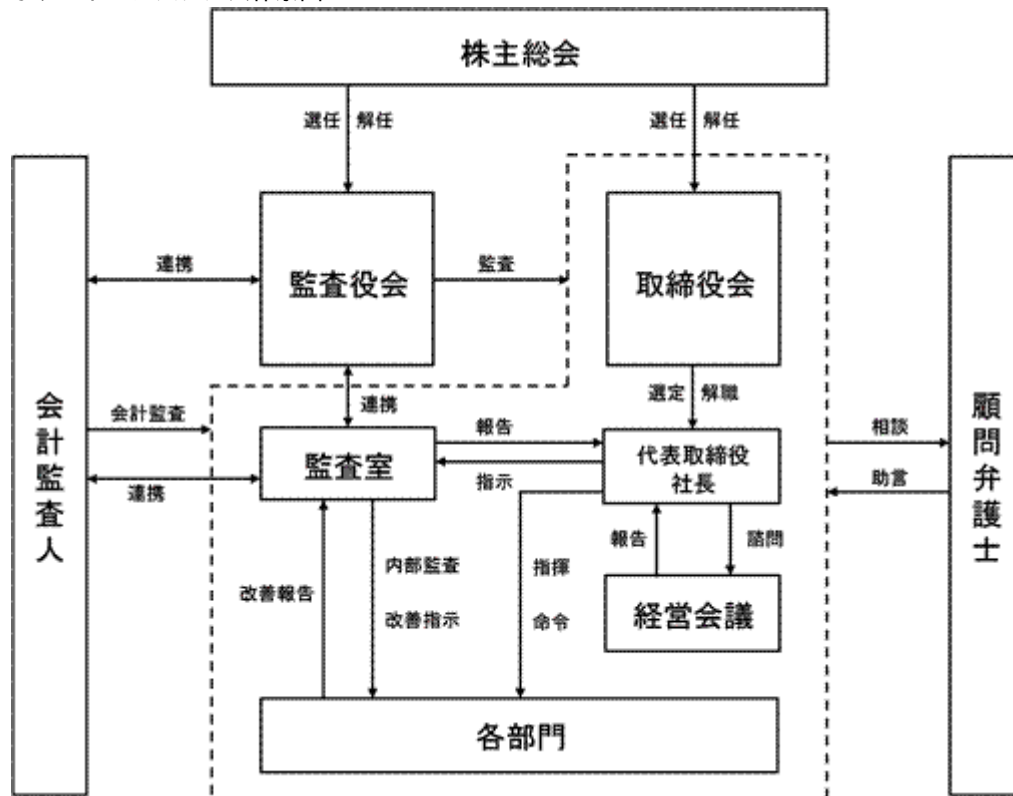 株主総会
選任 解任
選任 解任
監査役会
取締役会
連携
監査
選定 解職
連携
会計監査
報告
監査室
代表取締役
社長
指示
連携
相談
助言
会計監査人
顧問弁護士
報告
諮問
内部監査
指揮
改善報告
改善指示
命令
経営会議
各部門